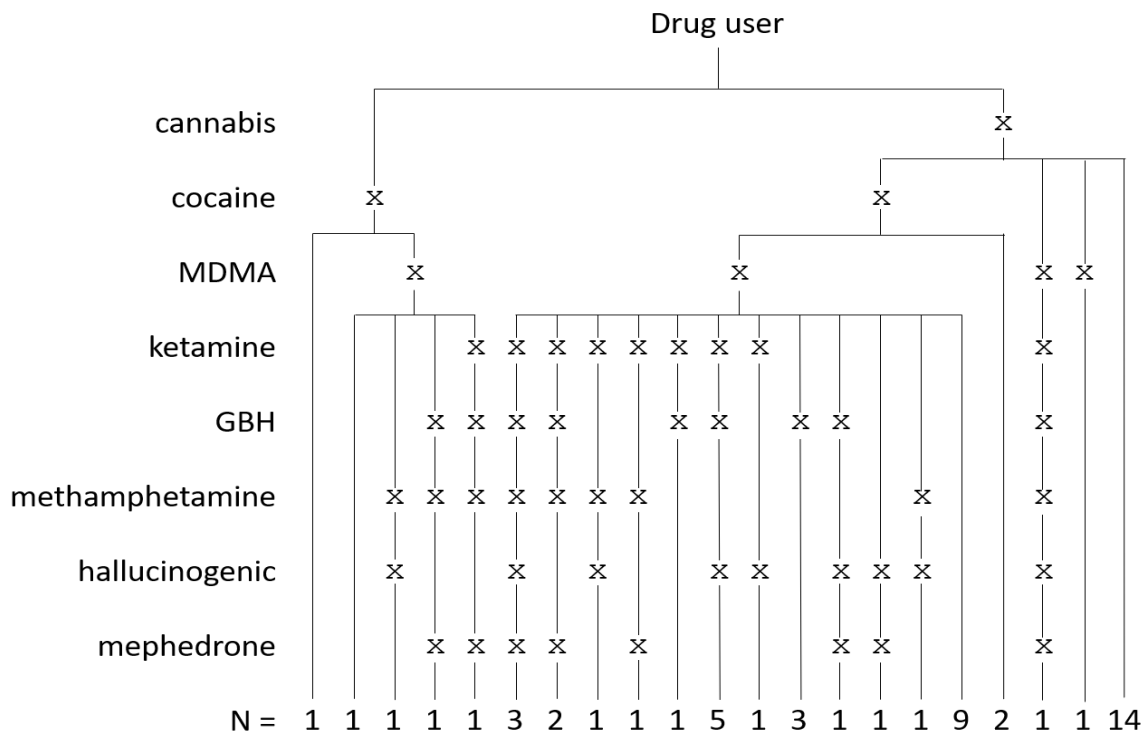 Drug user
cannabis X
cocaine X X
MDMA X X X X
ketamine X X X X X X X X X
GBH X X X X X X X X X
methamphetamine X X X X X X X X X
hallucinogenic X X X X X X X X X
mephedrone X X X X X X X X
N = 1 1 1 1 1 3 2 1 1 1 5 1 3 1 1 1 9 2 1 1 14